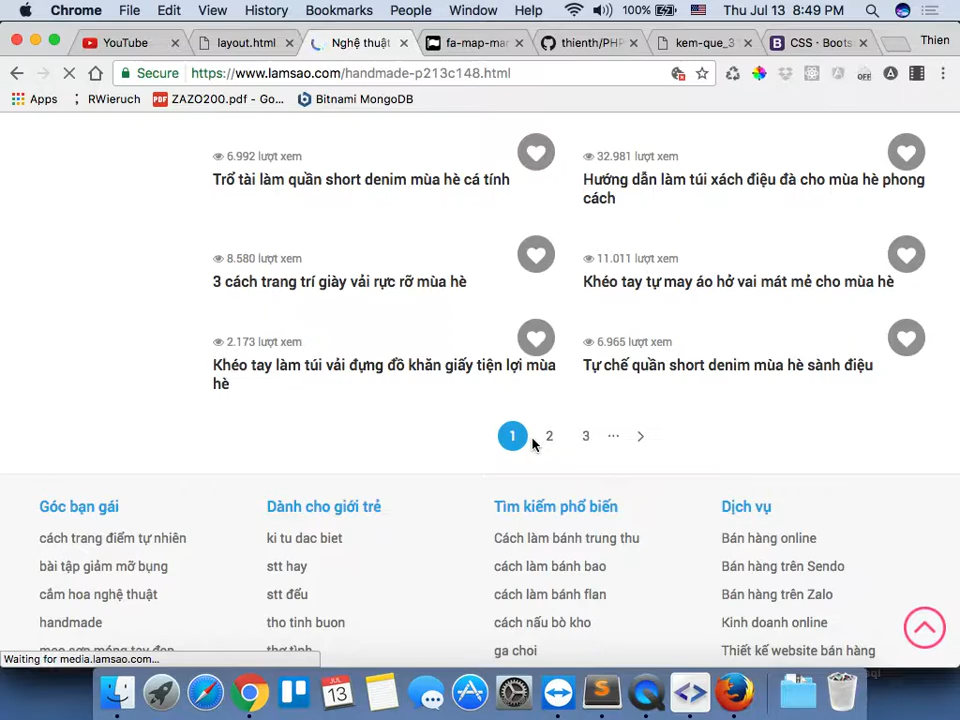 Chrome File Edit View History Bookmarks People Window Help 100% Thu Jul 13 8:49 PM
YouTube layout.html Nghệ thuật fa-map-mar thienth/PHP kem-que_3 CSS · Boots Thien
Secure https://www.lamsao.com/handmade-p213c148.html OFF
Apps RWieruch PDF ZAZO200.pdf - Go... Bitnami MongoDB
6.992 lượt xem
Trổ tài làm quần short denim mùa hè cá tính
32.981 lượt xem
Hướng dẫn làm túi xách điệu đà cho mùa hè phong
cách
8.580 lượt xem
3 cách trang trí giày vải rực rỡ mùa hè
11.011 lượt xem
Khéo tay tự may áo hở vai mát mẻ cho mùa hè
2.173 lượt xem
Khéo tay làm túi vải đựng đồ khăn giấy tiện lợi mùa
hè
6.965 lượt xem
Tự chế quần short denim mùa hè sành điệu
1 2 3 ...
Góc bạn gái
cách trang điểm tự nhiên
bài tập giảm mỡ bụng
cắm hoa nghệ thuật
handmade
Dành cho giới trẻ
ki tu dac biet
stt hay
stt đểu
tho tinh buon
Tìm kiếm phổ biến
Cách làm bánh trung thu
cách làm bánh bao
cách làm bánh flan
cách nấu bò kho
ga choi
Dịch vụ
Bán hàng online
Bán hàng trên Sendo
Bán hàng trên Zalo
Kinh doanh online
Thiết kế website bán hàng
Waiting for media.lamsao.com...
JUL
13